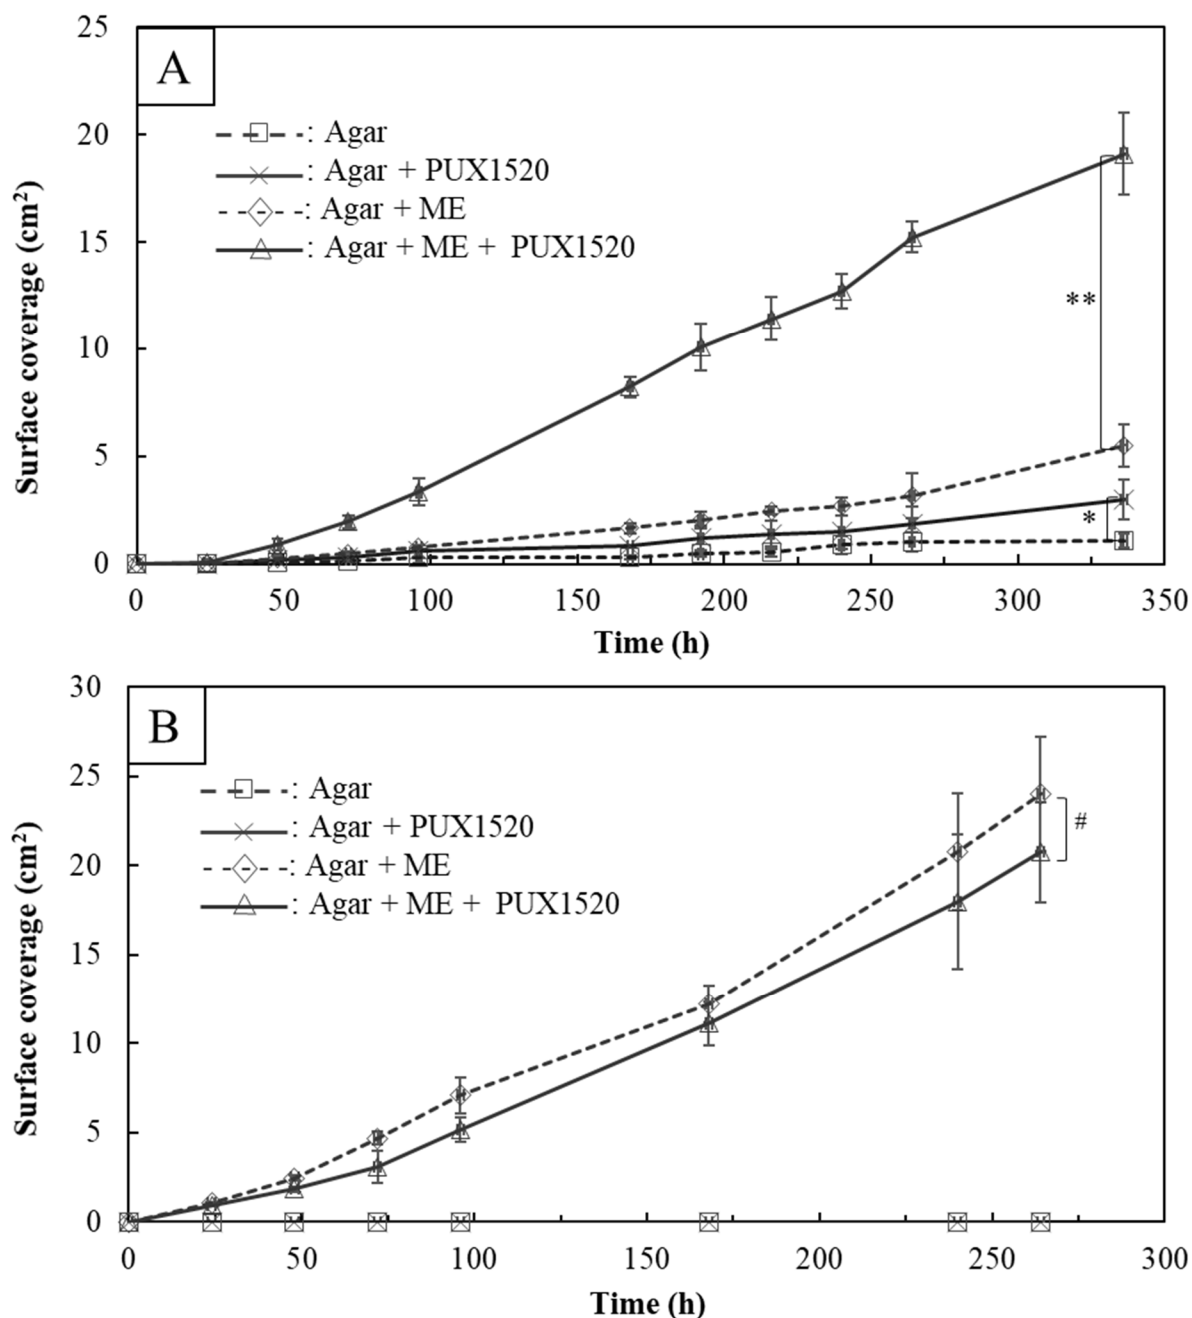 A
25
20
15
10
5
0
Surface coverage (cm²)
: Agar
: Agar + PUX1520
: Agar + ME
: Agar + ME + PUX1520
**
*
0 50 100 150 200 250 300 350
Time (h)
B
30
25
20
15
10
5
0
Surface coverage (cm²)
: Agar
: Agar + PUX1520
: Agar + ME
: Agar + ME + PUX1520
#
0 50 100 150 200 250 300
Time (h)